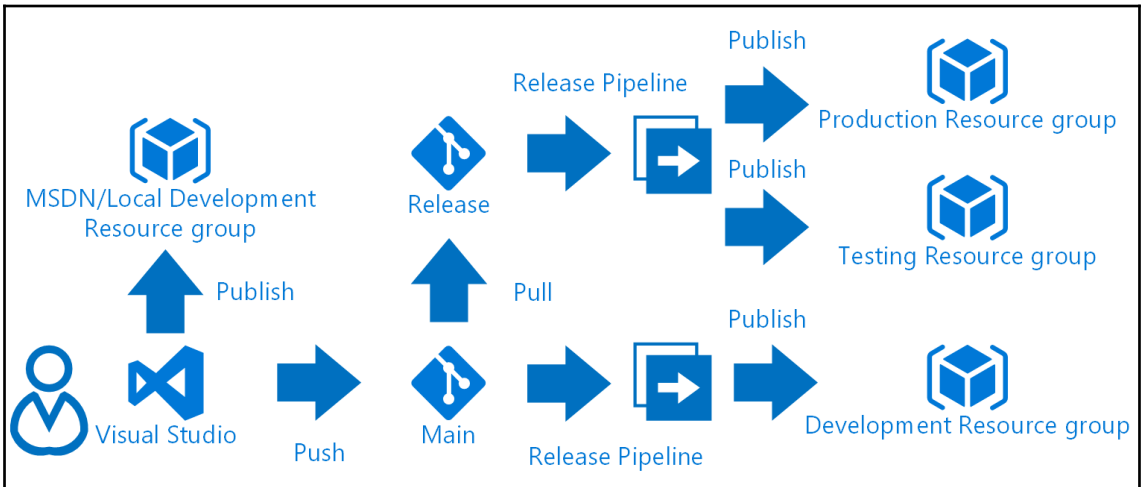 Publish
Release Pipeline
Production Resource group
MSDN/Local Development
Resource group
Release
Publish
Testing Resource group
Publish
Pull
Publish
Visual Studio
Push
Main
Release Pipeline
Development Resource group